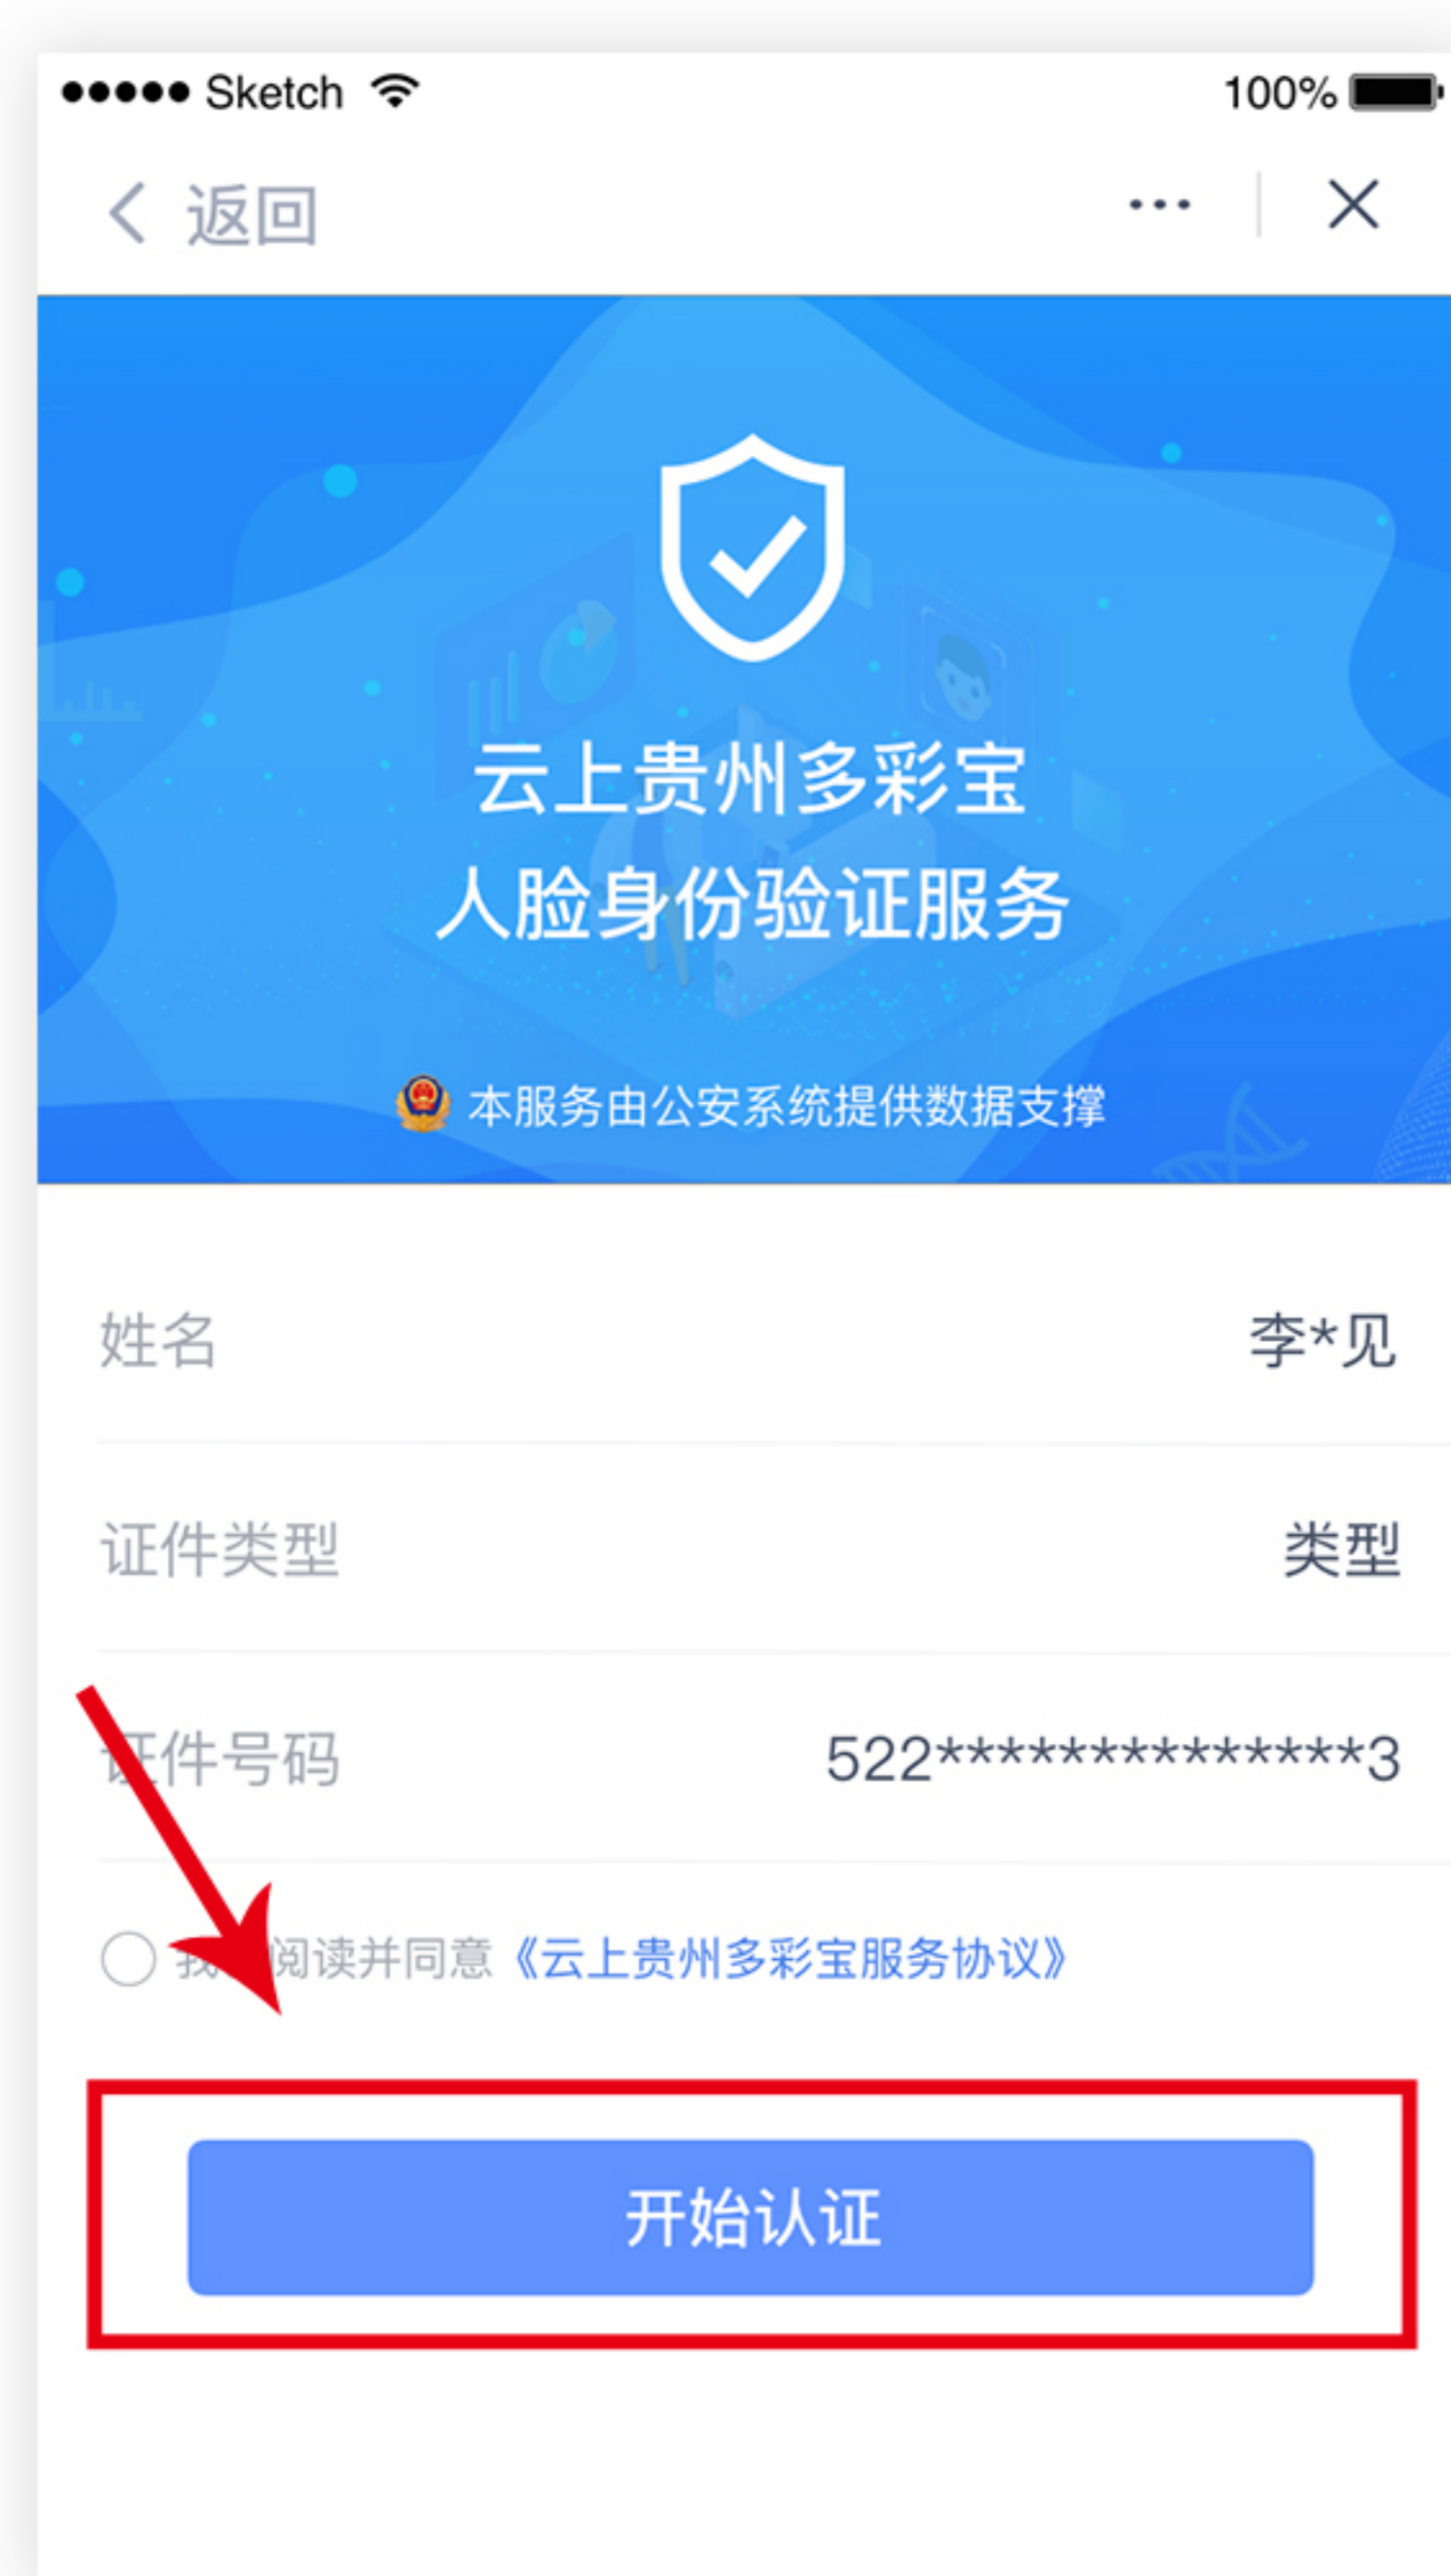 ●●●●● Sketch 100%
返回 ···
云上贵州多彩宝
人脸身份验证服务
本服务由公安系统提供数据支撑
姓名 李*见
证件类型 类型
证件号码 522**************3
我 阅读并同意《云上贵州多彩宝服务协议》
开始认证